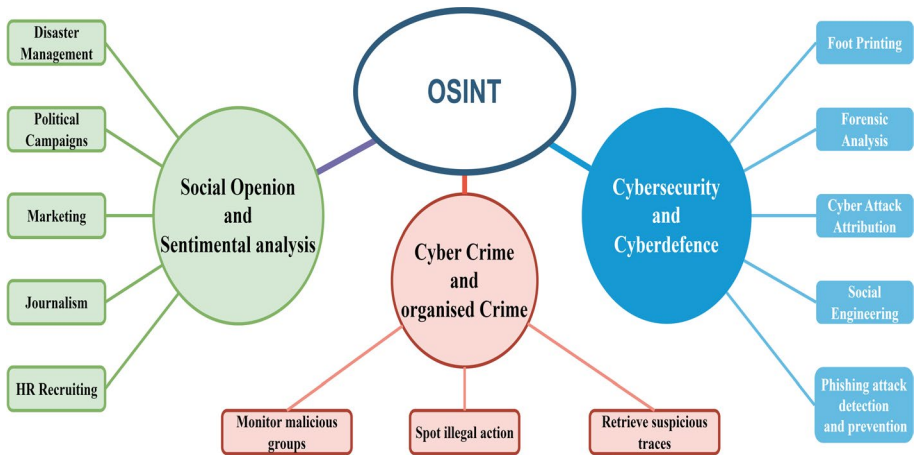 OSINT
Social Openion
and
Sentimental analysis
Disaster
Management
Political
Campaigns
Marketing
Journalism
HR Recruiting
Cyber Crime
and
organised Crime
Monitor malicious
groups
Spot illegal action
Retrieve suspicious
traces
Cybersecurity
and
Cyberdefence
Foot Printing
Forensic
Analysis
Cyber Attack
Attribution
Social
Engineering
Phishing attack
detection
and prevention